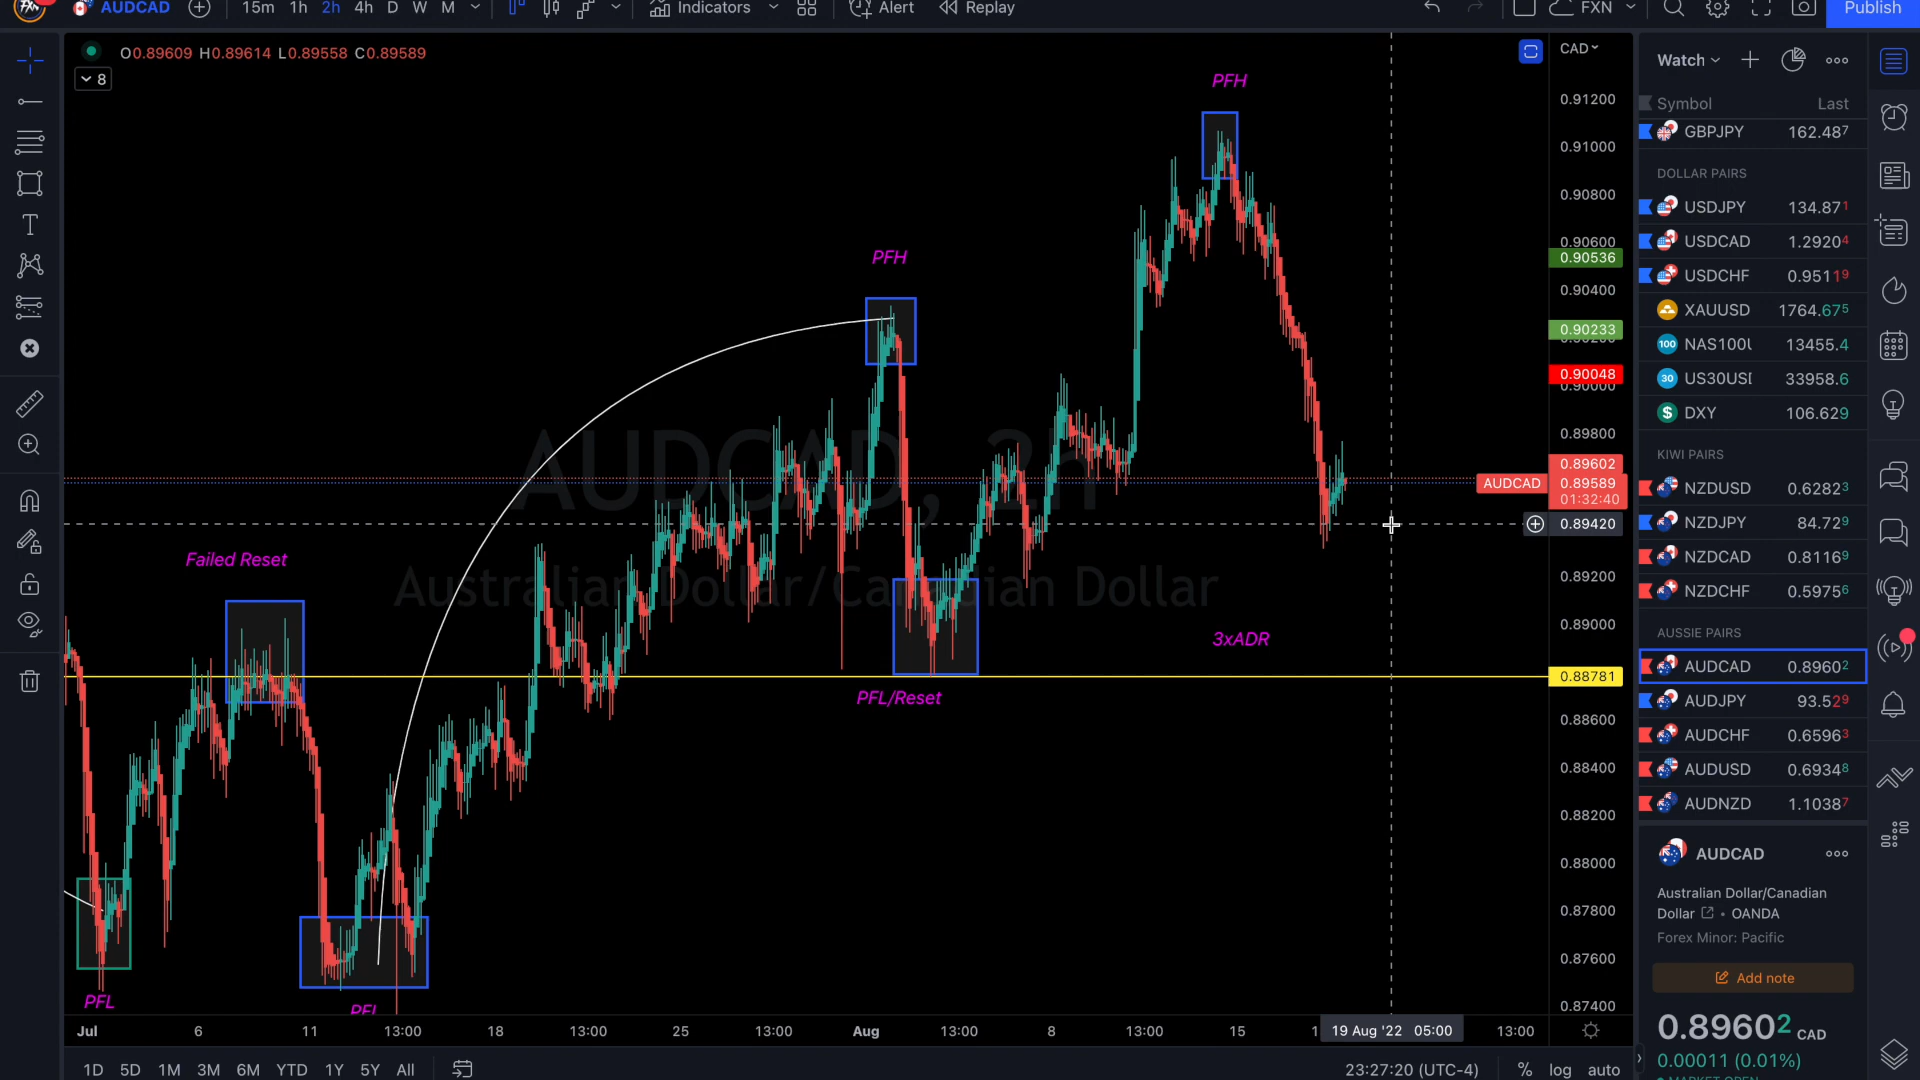 AUDCAD 15m 1h 2h 4h D W M Indicators Alert Replay FXN Publish
O0.89609 H0.89614 L0.89558 C0.89589
8
CAD
PFH
PFH
Failed Reset
PFL/Reset
3xADR
PFL
PFL
AUDCAD, 2h
Australian Dollar/Canadian Dollar
0.91200
0.91000
0.90800
0.90600
0.90536
0.90400
0.90233
0.90048
0.90000
0.89800
0.89602
AUDCAD 0.89589
01:32:40
0.89420
0.89200
0.89000
0.88781
0.88600
0.88400
0.88200
0.88000
0.87800
0.87600
0.87400
Jul 6 11 13:00 18 13:00 25 13:00 Aug 13:00 8 13:00 15 19 Aug '22 05:00 13:00
1D 5D 1M 3M 6M YTD 1Y 5Y All
23:27:20 (UTC-4) % log auto
Watch
Symbol Last
GBPJPY 162.487
DOLLAR PAIRS
USDJPY 134.871
USDCAD 1.29204
USDCHF 0.95119
XAUUSD 1764.675
100 NAS100U 13455.4
30 US30USD 33958.6
$ DXY 106.629
KIWI PAIRS
NZDUSD 0.62823
NZDJPY 84.729
NZDCAD 0.81169
NZDCHF 0.59756
AUSSIE PAIRS
AUDCAD 0.89602
AUDJPY 93.529
AUDCHF 0.65963
AUDUSD 0.69348
AUDNZD 1.10387
AUDCAD
Australian Dollar/Canadian
Dollar • OANDA
Forex Minor: Pacific
Add note
0.89602 CAD
0.00011 (0.01%)